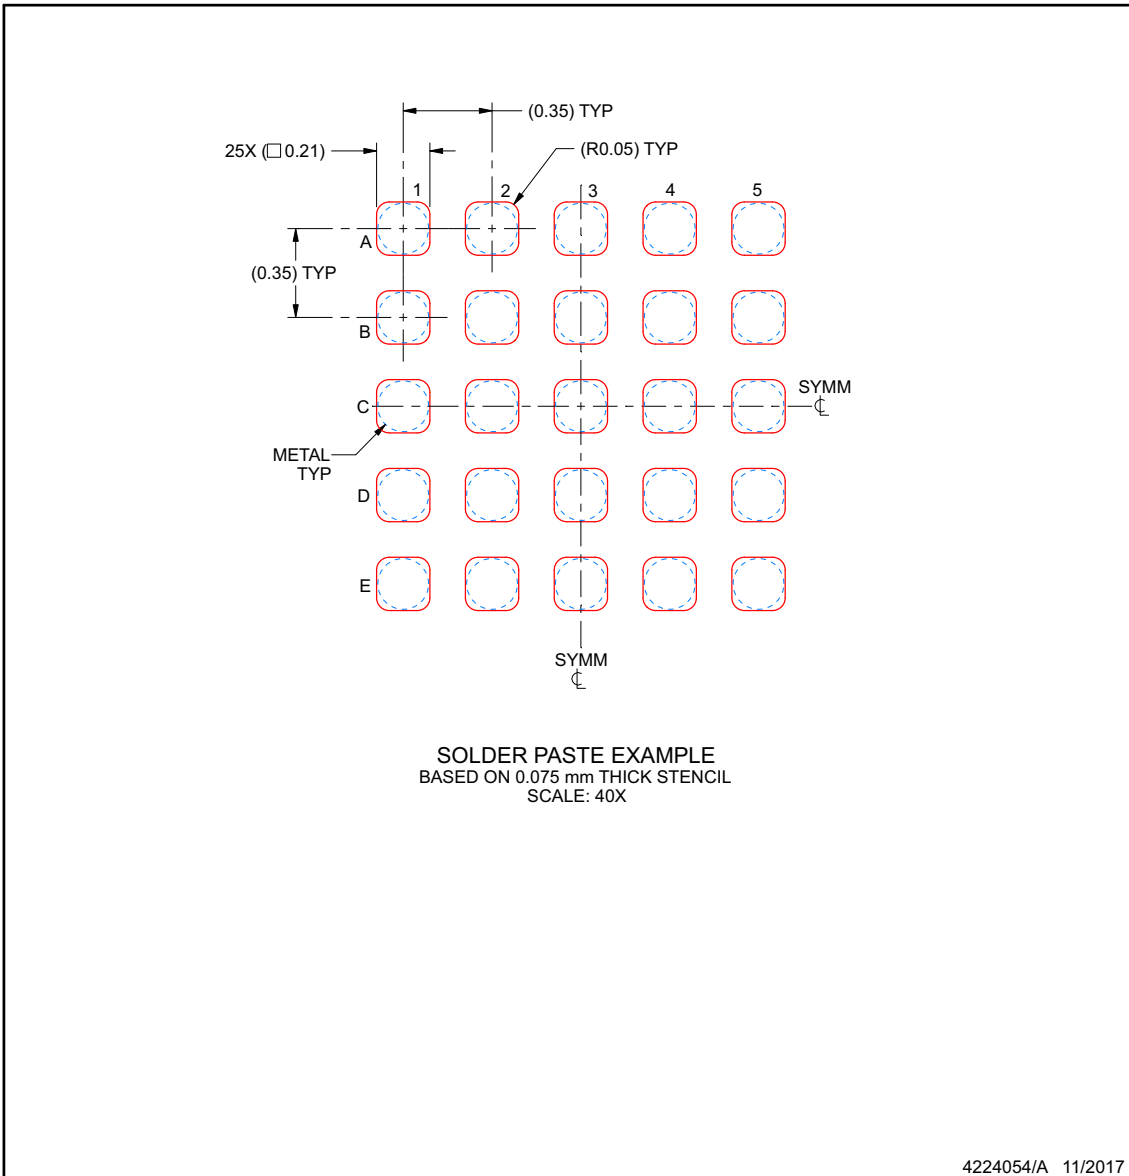 (0.35) TYP
25X (□ 0.21)
(R0.05) TYP
1 2 3 4 5
A
(0.35) TYP
B
SYMM
℄
C
METAL
TYP
D
E
SYMM
℄
SOLDER PASTE EXAMPLE
BASED ON 0.075 mm THICK STENCIL
SCALE: 40X
4224054/A 11/2017